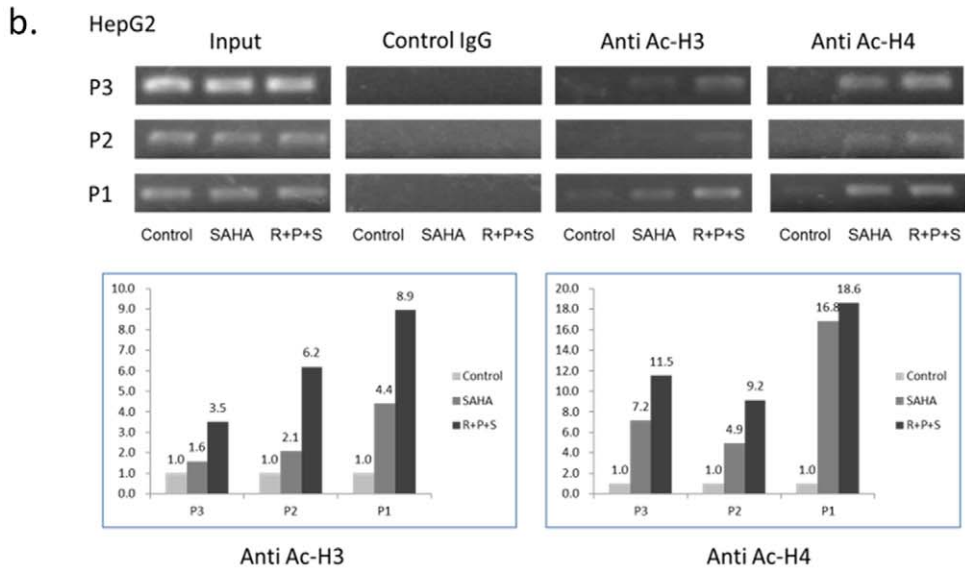 b.
HepG2
Input Control IgG Anti Ac-H3 Anti Ac-H4
P3
P2
P1
Control SAHA R+P+S Control SAHA R+P+S Control SAHA R+P+S Control SAHA R+P+S
10.0
9.0
8.0
7.0
6.0
5.0
4.0
3.0
2.0
1.0
0.0
1.0 1.6 3.5
1.0 2.1 6.2
1.0 4.4 8.9
P3 P2 P1
Control
SAHA
R+P+S
Anti Ac-H3
20.0
18.0
16.0
14.0
12.0
10.0
8.0
6.0
4.0
2.0
0.0
1.0 7.2 11.5
1.0 4.9 9.2
1.0 16.8 18.6
P3 P2 P1
Control
SAHA
R+P+S
Anti Ac-H4